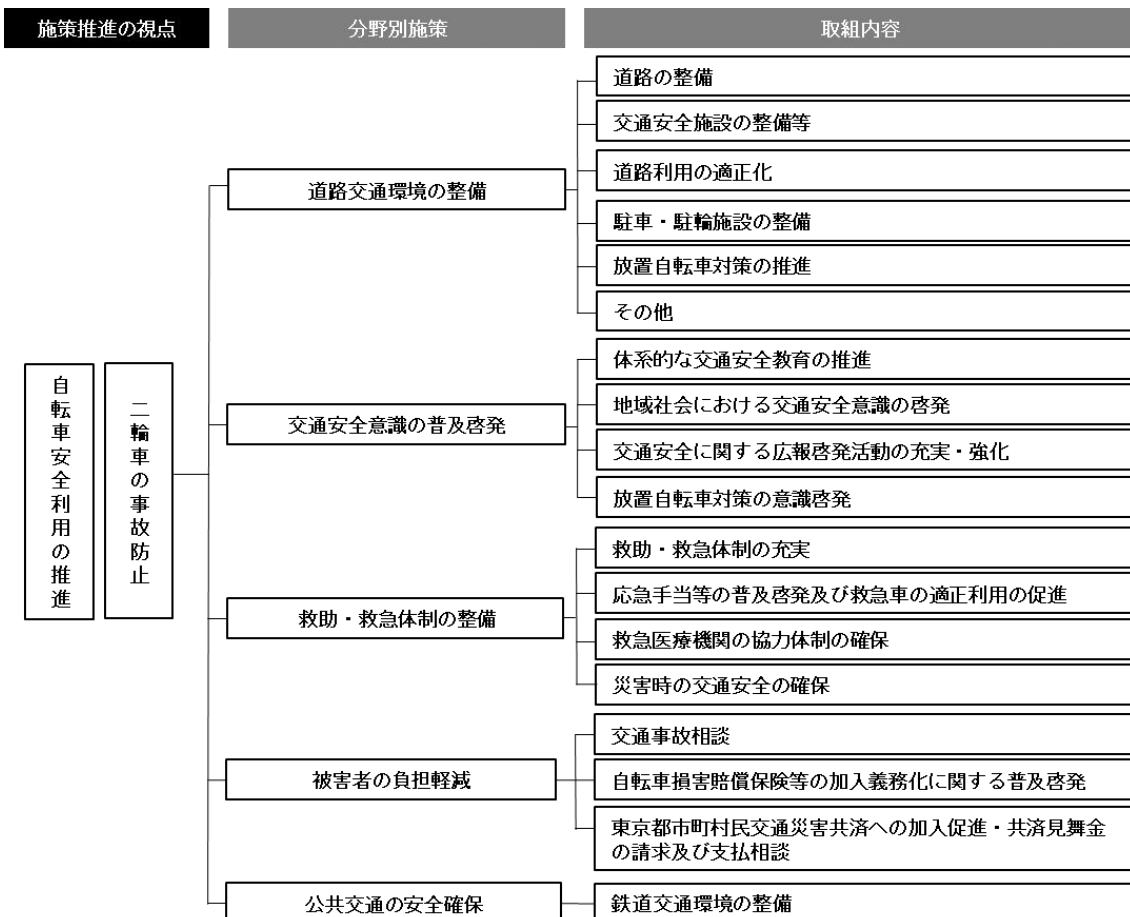 施策推進の視点
分野別施策
取組内容
自転車安全利用の推進
二輪車の事故防止
道路交通環境の整備
道路の整備
交通安全施設の整備等
道路利用の適正化
駐車・駐輪施設の整備
放置自転車対策の推進
その他
交通安全意識の普及啓発
体系的な交通安全教育の推進
地域社会における交通安全意識の啓発
交通安全に関する広報啓発活動の充実・強化
放置自転車対策の意識啓発
救助・救急体制の整備
救助・救急体制の充実
応急手当等の普及啓発及び救急車の適正利用の促進
救急医療機関の協力体制の確保
災害時の交通安全の確保
被害者の負担軽減
交通事故相談
自転車損害賠償保険等の加入義務化に関する普及啓発
東京都市町村民交通災害共済への加入促進・共済見舞金
の請求及び支払相談
公共交通の安全確保
鉄道交通環境の整備